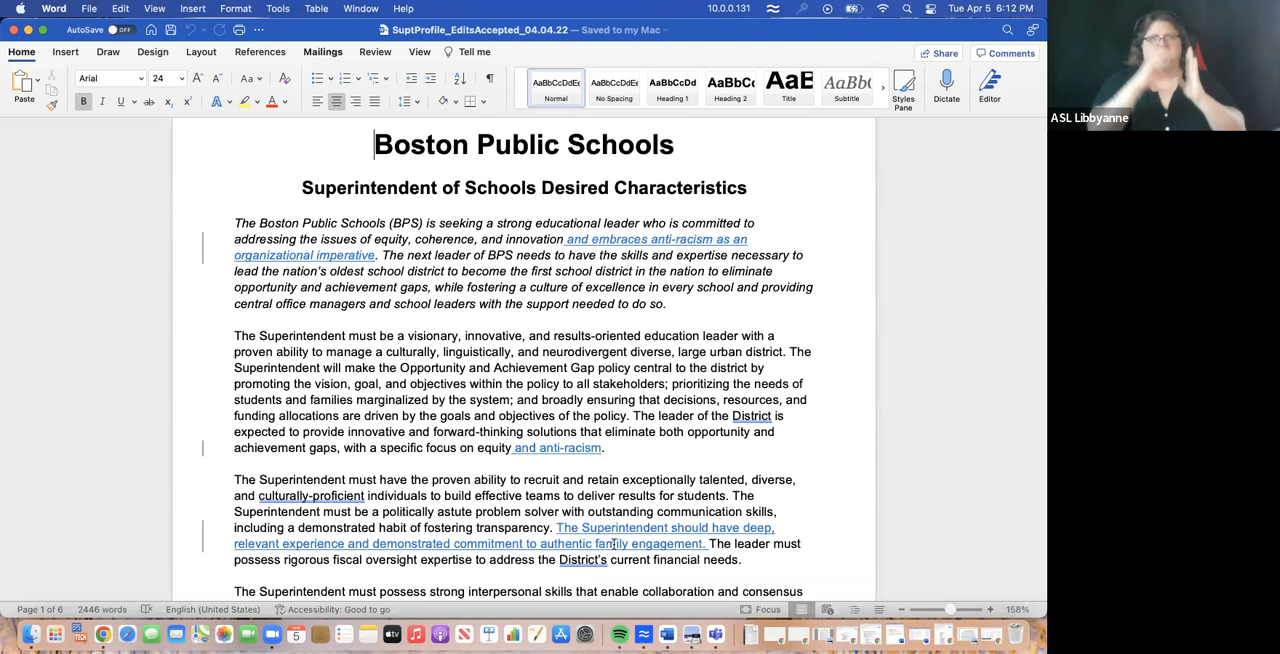 Word File Edit View Insert Format Tools Table Window Help 10.0.0.131 Tue Apr 5 6:12 PM
AutoSave OFF SuptProfile_EditsAccepted_04.04.22 — Saved to my Mac
Home Insert Draw Design Layout References Mailings Review View Tell me Share Comments
Paste Arial 24 Aa AaBbCcDdEe AaBbCcDdEe AaBbCcDd AaBbCc AaB AaBb(
Normal No Spacing Heading 1 Heading 2 Title Subtitle Styles Pane Dictate Editor
ASL Libbyanne
Boston Public Schools
Superintendent of Schools Desired Characteristics
The Boston Public Schools (BPS) is seeking a strong educational leader who is committed to
addressing the issues of equity, coherence, and innovation and embraces anti-racism as an
organizational imperative. The next leader of BPS needs to have the skills and expertise necessary to
lead the nation's oldest school district to become the first school district in the nation to eliminate
opportunity and achievement gaps, while fostering a culture of excellence in every school and providing
central office managers and school leaders with the support needed to do so.
The Superintendent must be a visionary, innovative, and results-oriented education leader with a
proven ability to manage a culturally, linguistically, and neurodivergent diverse, large urban district. The
Superintendent will make the Opportunity and Achievement Gap policy central to the district by
promoting the vision, goal, and objectives within the policy to all stakeholders; prioritizing the needs of
students and families marginalized by the system; and broadly ensuring that decisions, resources, and
funding allocations are driven by the goals and objectives of the policy. The leader of the District is
expected to provide innovative and forward-thinking solutions that eliminate both opportunity and
achievement gaps, with a specific focus on equity and anti-racism.
The Superintendent must have the proven ability to recruit and retain exceptionally talented, diverse,
and culturally-proficient individuals to build effective teams to deliver results for students. The
Superintendent must be a politically astute problem solver with outstanding communication skills,
including a demonstrated habit of fostering transparency. The Superintendent should have deep,
relevant experience and demonstrated commitment to authentic family engagement. The leader must
possess rigorous fiscal oversight expertise to address the District's current financial needs.
The Superintendent must possess strong interpersonal skills that enable collaboration and consensus
Page 1 of 6 2446 words English (United States) Accessibility: Good to go Focus 158%